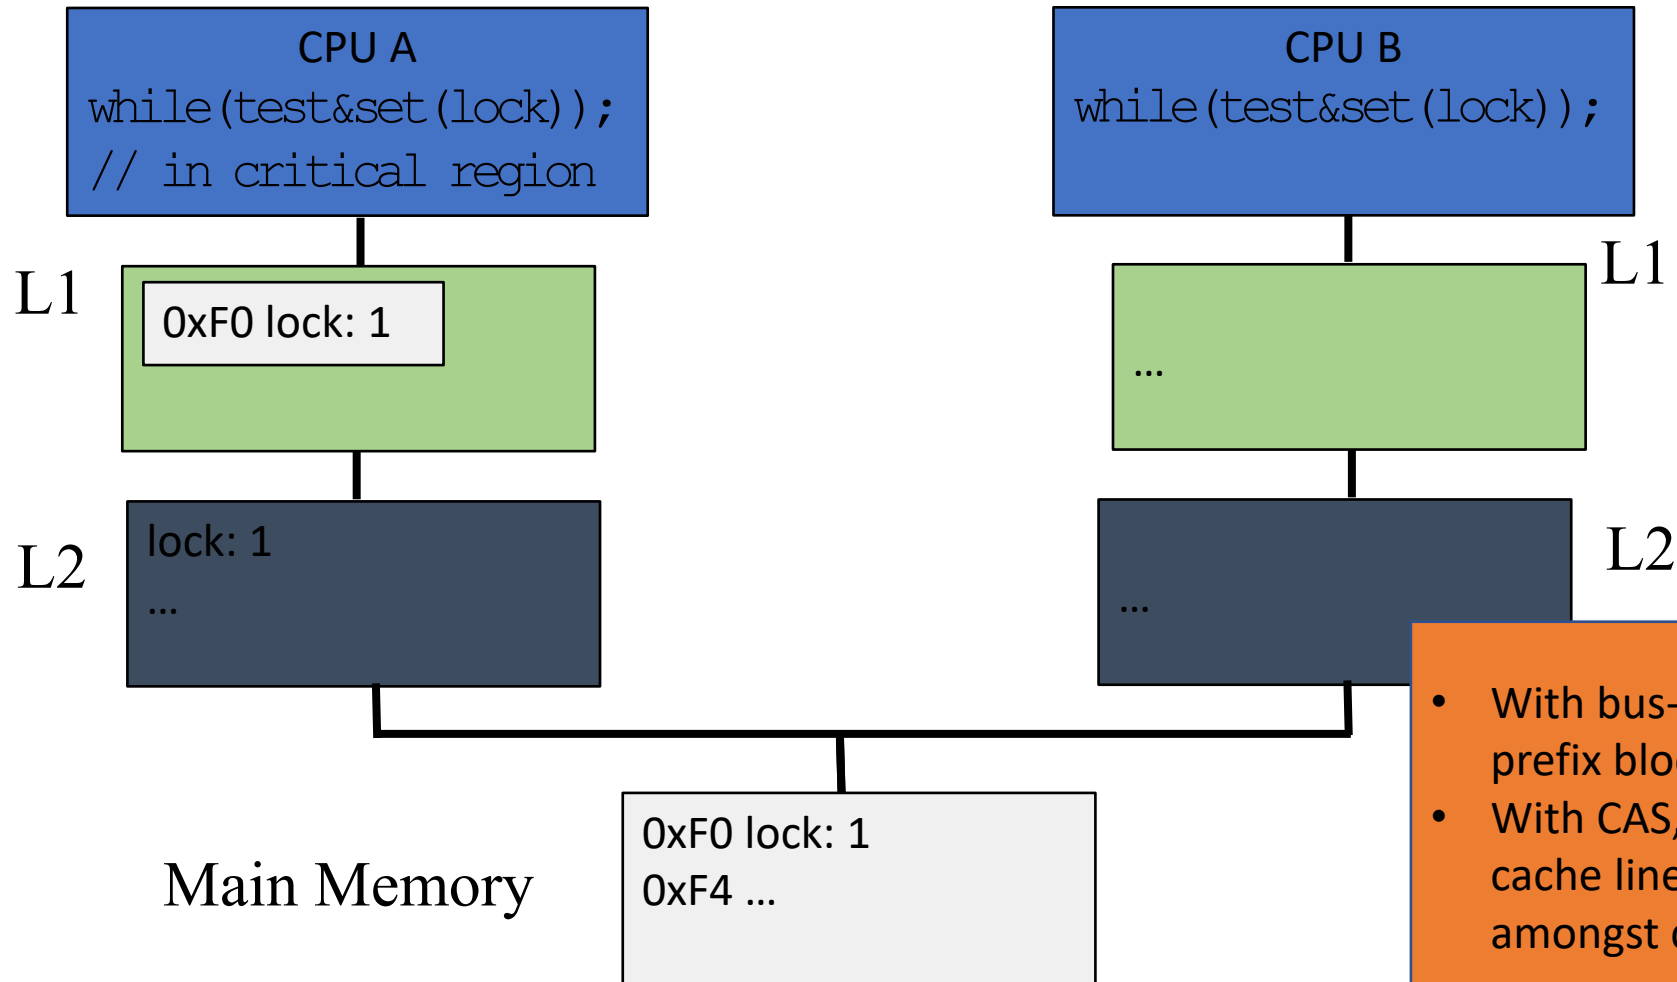 CPU A
while(test&set(lock));
// in critical region
CPU B
while(test&set(lock));
L1
0xF0 lock: 1
L1
…
L2
lock: 1
…
L2
…
• With bus-
prefix
• With CAS,
cache line
amongst
Main Memory
0xF0 lock: 1
0xF4 …